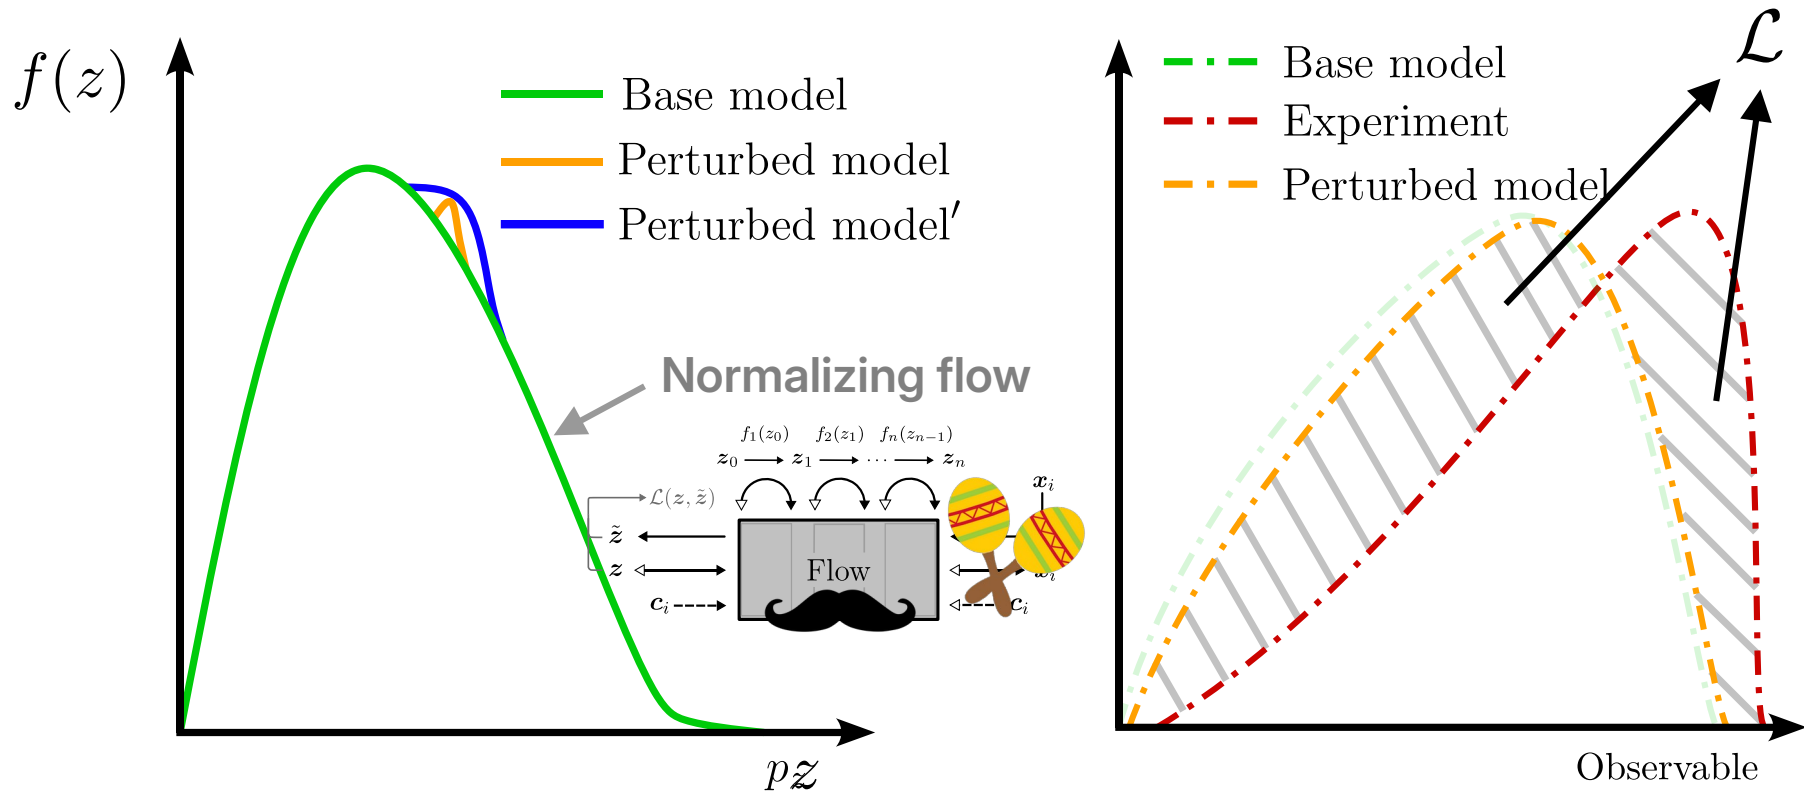 f(z)
Base model
Perturbed model
Perturbed model′
Normalizing flow
f₁(z₀) f₂(z₁) fₙ(zₙ₋₁)
z₀ z₁ ··· zₙ
ℒ(z, z̃)
xᵢ
z̃
z
Flow
cᵢ
cᵢ
pz
ℒ
Base model
Experiment
Perturbed model
Observable